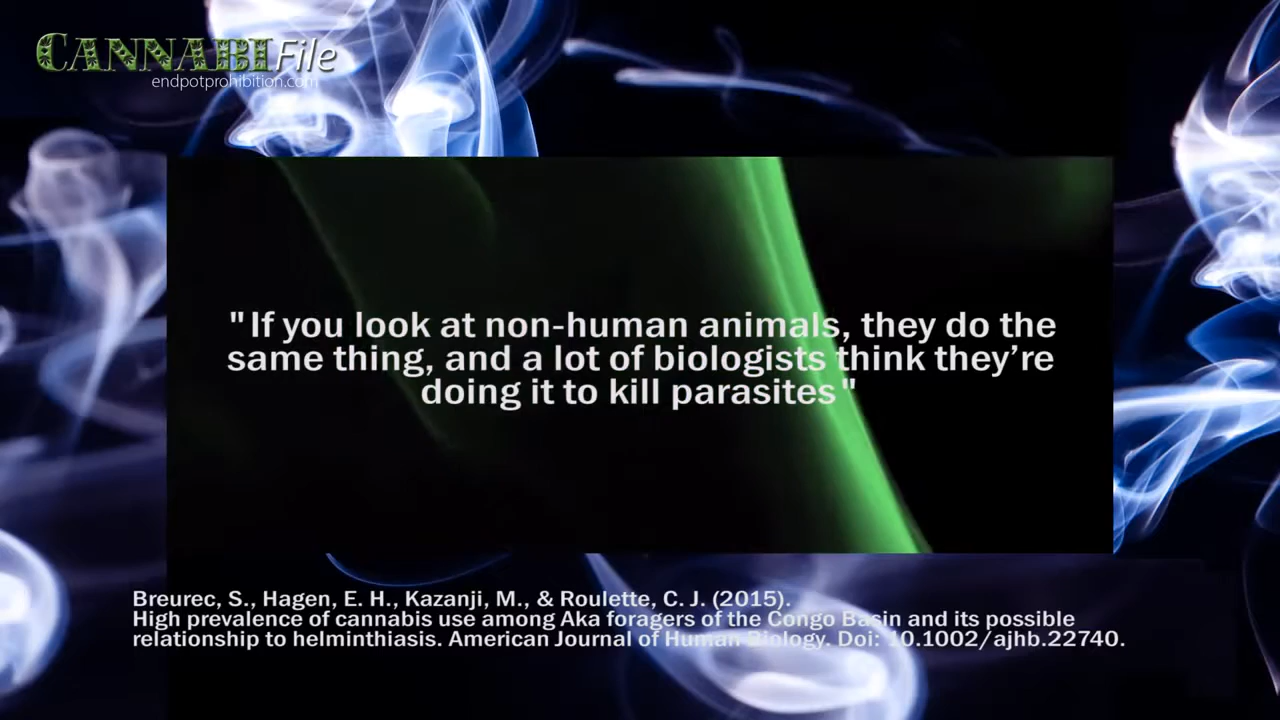 CANNABIFile
endpotprohibition.com
"If you look at non-human animals, they do the
same thing, and a lot of biologists think they’re
doing it to kill parasites"
Breurec, S., Hagen, E. H., Kazanji, M., & Roulette, C. J. (2015).
High prevalence of cannabis use among Aka foragers of the Congo Basin and its possible
relationship to helminthiasis. American Journal of Human Biology. Doi: 10.1002/ajhb.22740.